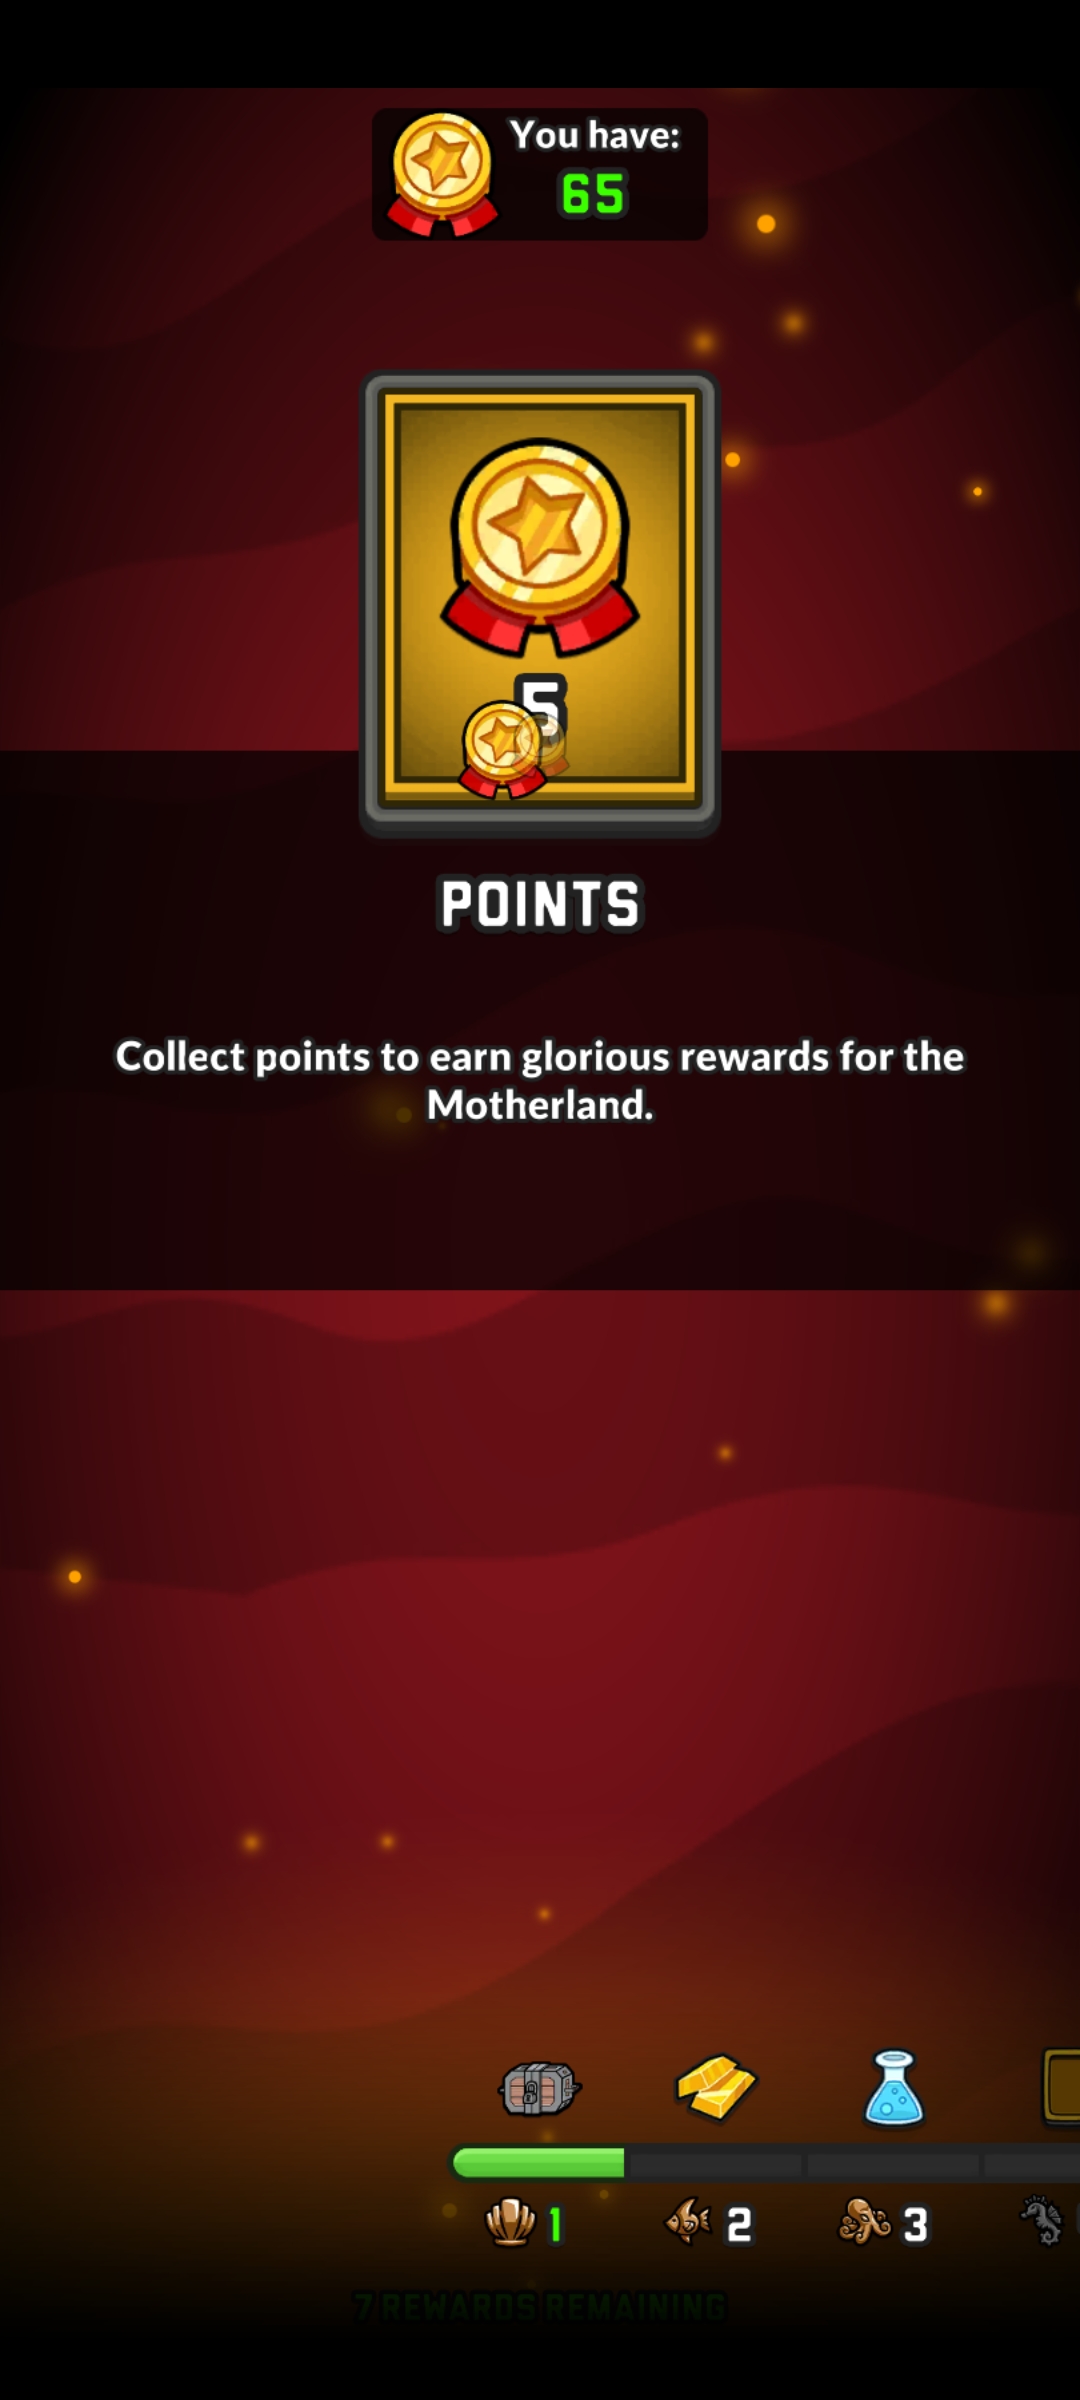 You have:
65
5
POINTS
Collect points to earn glorious rewards for the
Motherland.
1
2
3
7 REWARDS REMAINING